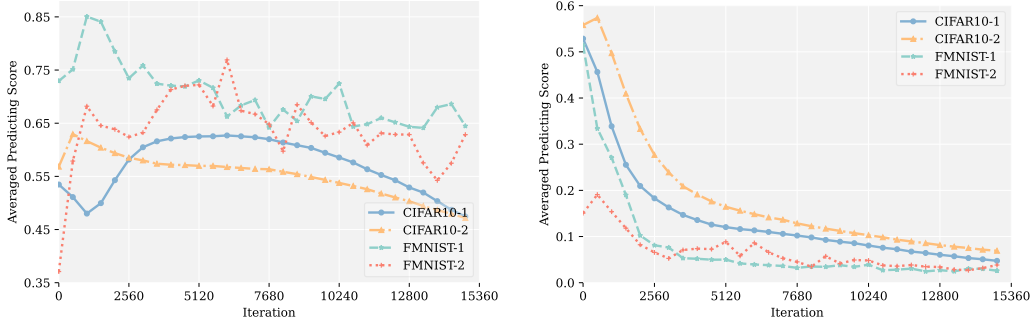 0.85
0.75
0.65
0.55
0.45
0.35
Averaged Predicting Score
CIFAR10-1
CIFAR10-2
FMNIST-1
FMNIST-2
0 2560 5120 7680 10240 12800 15360
Iteration
0.6
0.5
0.4
0.3
0.2
0.1
0.0
Averaged Predicting Score
CIFAR10-1
CIFAR10-2
FMNIST-1
FMNIST-2
0 2560 5120 7680 10240 12800 15360
Iteration